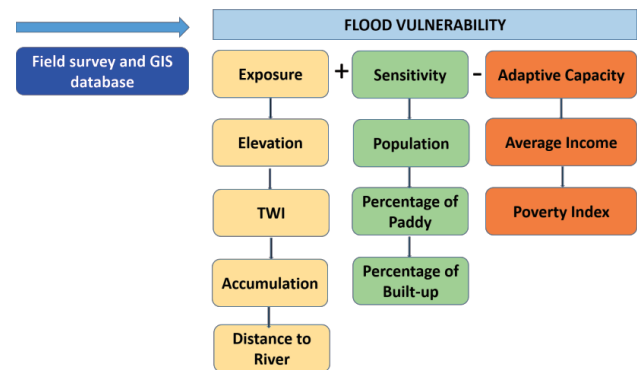 FLOOD VULNERABILITY
Field survey and GIS
database
Exposure + Sensitivity - Adaptive Capacity
Elevation
TWI
Accumulation
Distance to
River
Population
Percentage of
Paddy
Percentage of
Built-up
Average Income
Poverty Index